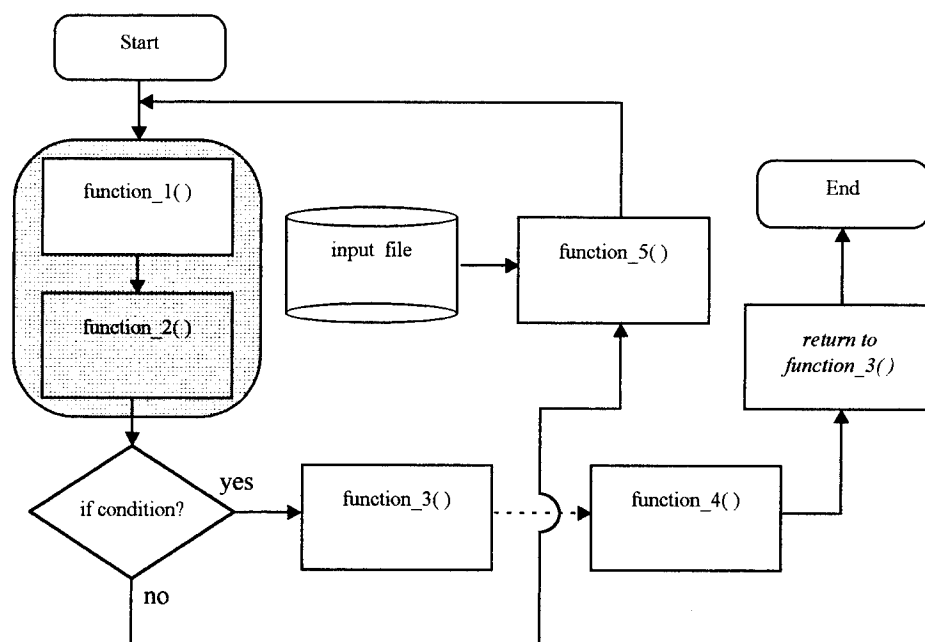 Start
function_1( )
function_2( )
if condition?
yes
no
function_3( )
function_4( )
input file
function_5( )
return to
function_3( )
End